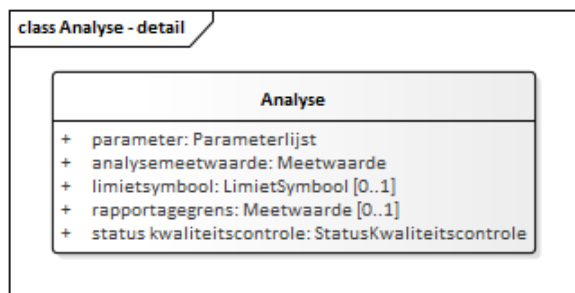 class Analyse - detail
Analyse
+ parameter: Parameterlijst
+ analysemeetwaarde: Meetwaarde
+ limietsymbool: LimietSymbool [0..1]
+ rapportagegrens: Meetwaarde [0..1]
+ status kwaliteitscontrole: StatusKwaliteitscontrole